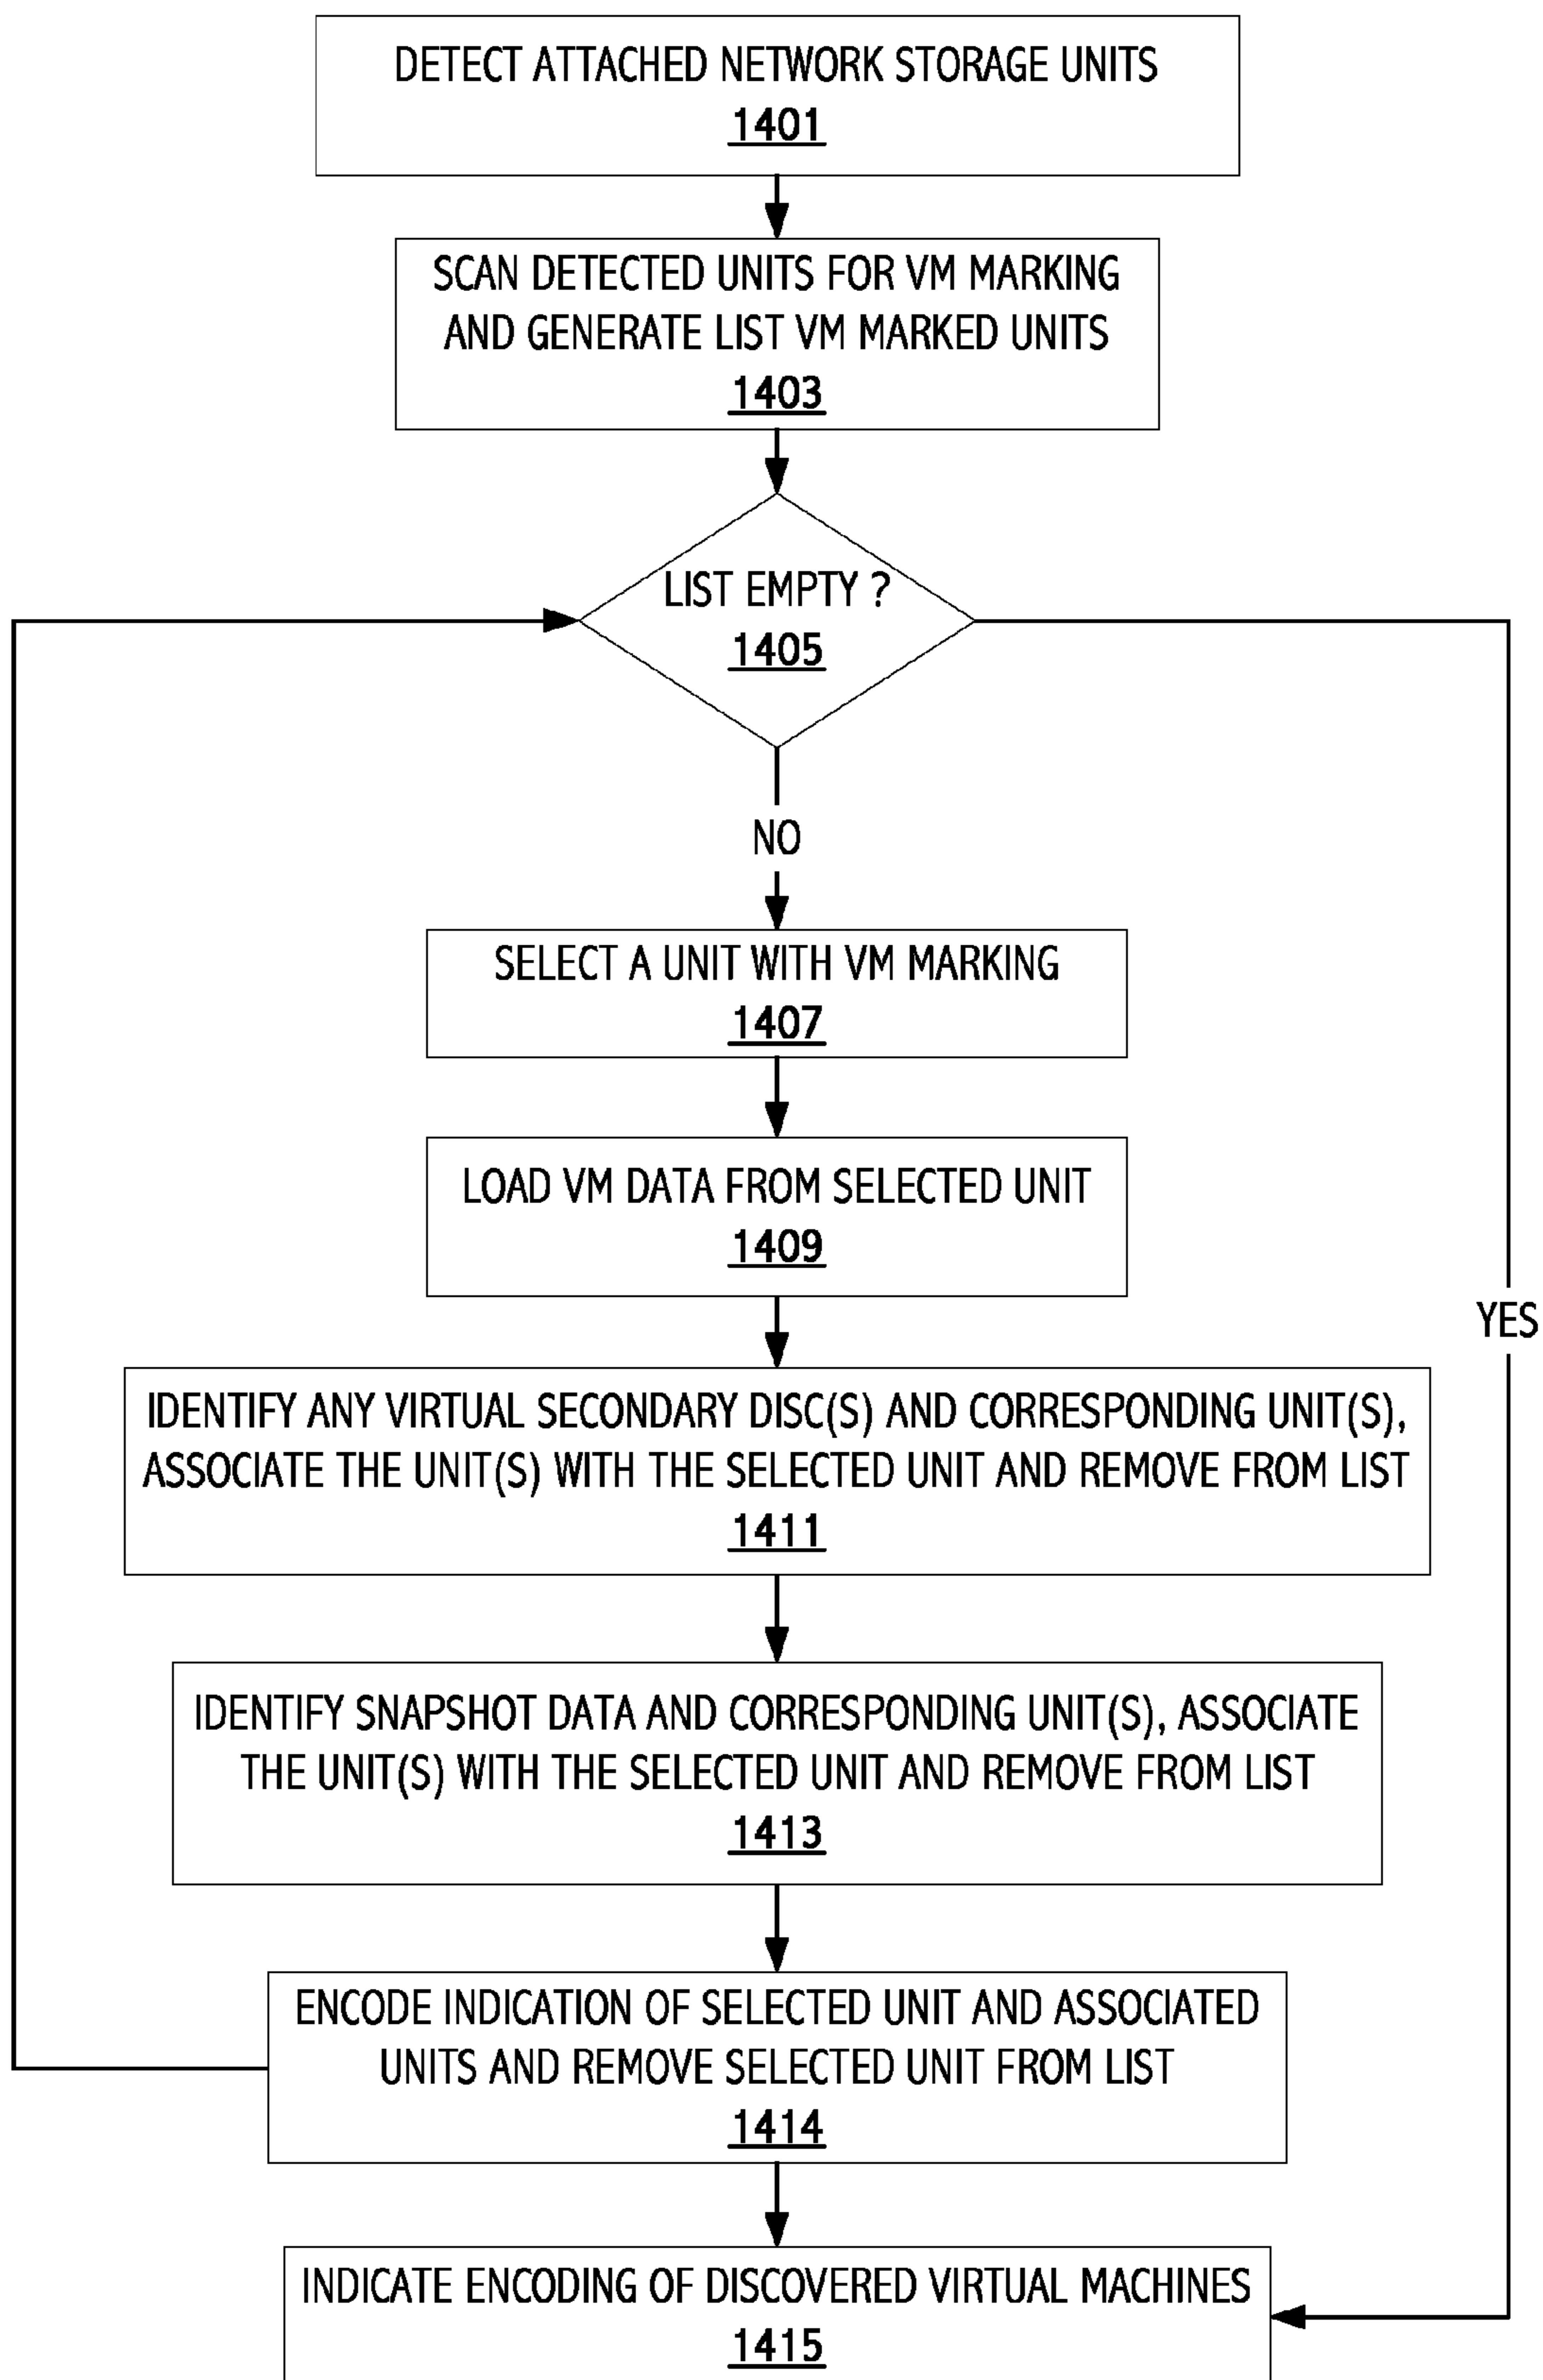 DETECT ATTACHED NETWORK STORAGE UNITS
1401
SCAN DETECTED UNITS FOR VM MARKING
AND GENERATE LIST VM MARKED UNITS
1403
LIST EMPTY ?
1405
NO
SELECT A UNIT WITH VM MARKING
1407
LOAD VM DATA FROM SELECTED UNIT
1409
YES
IDENTIFY ANY VIRTUAL SECONDARY DISC(S) AND CORRESPONDING UNIT(S),
ASSOCIATE THE UNIT(S) WITH THE SELECTED UNIT AND REMOVE FROM LIST
1411
IDENTIFY SNAPSHOT DATA AND CORRESPONDING UNIT(S), ASSOCIATE
THE UNIT(S) WITH THE SELECTED UNIT AND REMOVE FROM LIST
1413
ENCODE INDICATION OF SELECTED UNIT AND ASSOCIATED
UNITS AND REMOVE SELECTED UNIT FROM LIST
1414
INDICATE ENCODING OF DISCOVERED VIRTUAL MACHINES
1415